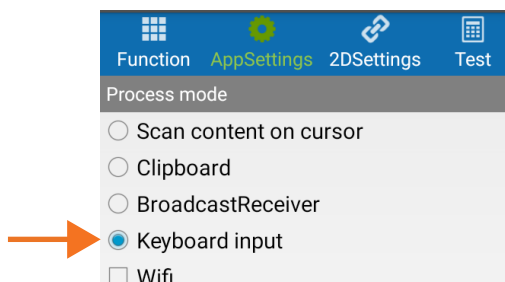 Function AppSettings 2DSettings Test
Process mode
Scan content on cursor
Clipboard
BroadcastReceiver
Keyboard input
Wifi